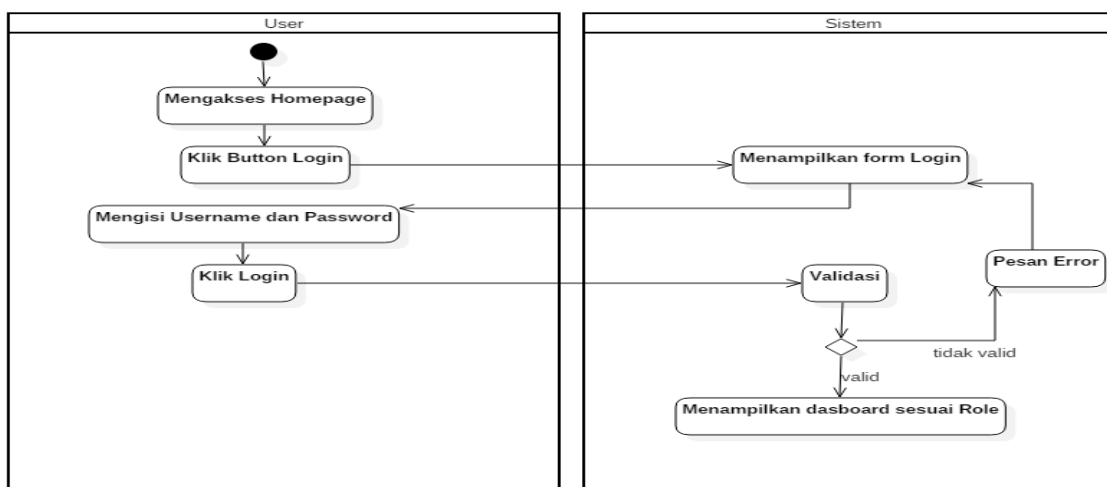 User
Sistem
Mengakses Homepage
Klik Button Login
Menampilkan form Login
Mengisi Username dan Password
Klik Login
Validasi
Pesan Error
tidak valid
valid
Menampilkan dasboard sesuai Role